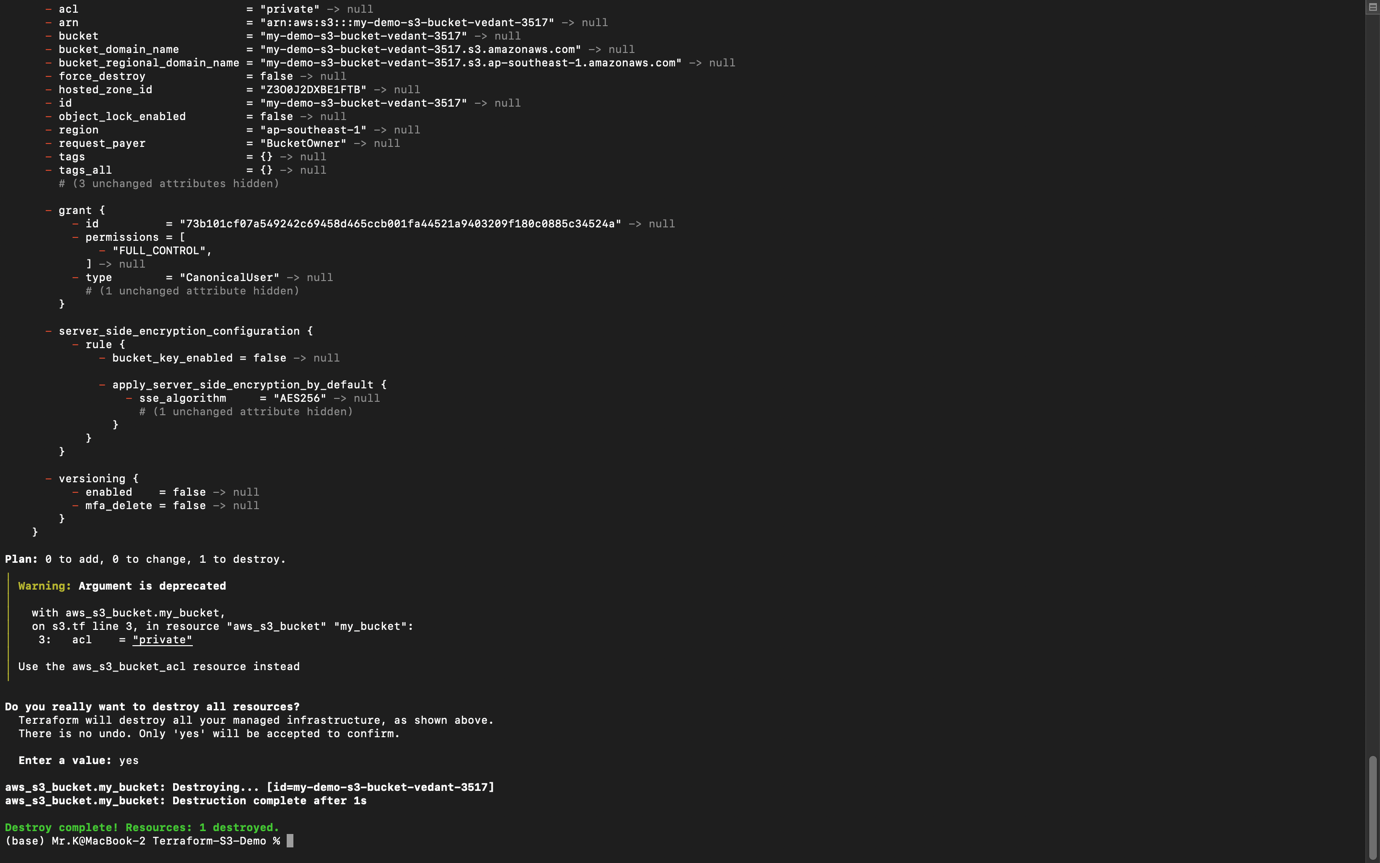 - acl                         = "private" -> null
- arn                         = "arn:aws:s3:::my-demo-s3-bucket-vedant-3517" -> null
- bucket                      = "my-demo-s3-bucket-vedant-3517" -> null
- bucket_domain_name          = "my-demo-s3-bucket-vedant-3517.s3.amazonaws.com" -> null
- bucket_regional_domain_name = "my-demo-s3-bucket-vedant-3517.s3.ap-southeast-1.amazonaws.com" -> null
- force_destroy               = false -> null
- hosted_zone_id              = "Z3O0J2DXBE1FTB" -> null
- id                          = "my-demo-s3-bucket-vedant-3517" -> null
- object_lock_enabled         = false -> null
- region                      = "ap-southeast-1" -> null
- request_payer               = "BucketOwner" -> null
- tags                        = {} -> null
- tags_all                    = {} -> null
# (3 unchanged attributes hidden)
- grant {
- id          = "73b101cf07a549242c69458d465ccb001fa44521a9403209f180c0885c34524a" -> null
- permissions = [
- "FULL_CONTROL",
] -> null
- type        = "CanonicalUser" -> null
# (1 unchanged attribute hidden)
}
- server_side_encryption_configuration {
- rule {
- bucket_key_enabled = false -> null
- apply_server_side_encryption_by_default {
- sse_algorithm     = "AES256" -> null
# (1 unchanged attribute hidden)
}
}
}
- versioning {
- enabled    = false -> null
- mfa_delete = false -> null
}
}
Plan: 0 to add, 0 to change, 1 to destroy.
Warning: Argument is deprecated
with aws_s3_bucket.my_bucket,
on s3.tf line 3, in resource "aws_s3_bucket" "my_bucket":
3:   acl    = "private"
Use the aws_s3_bucket_acl resource instead
Do you really want to destroy all resources?
Terraform will destroy all your managed infrastructure, as shown above.
There is no undo. Only 'yes' will be accepted to confirm.
Enter a value: yes
aws_s3_bucket.my_bucket: Destroying... [id=my-demo-s3-bucket-vedant-3517]
aws_s3_bucket.my_bucket: Destruction complete after 1s
Destroy complete! Resources: 1 destroyed.
(base) Mr.K@MacBook-2 Terraform-S3-Demo %